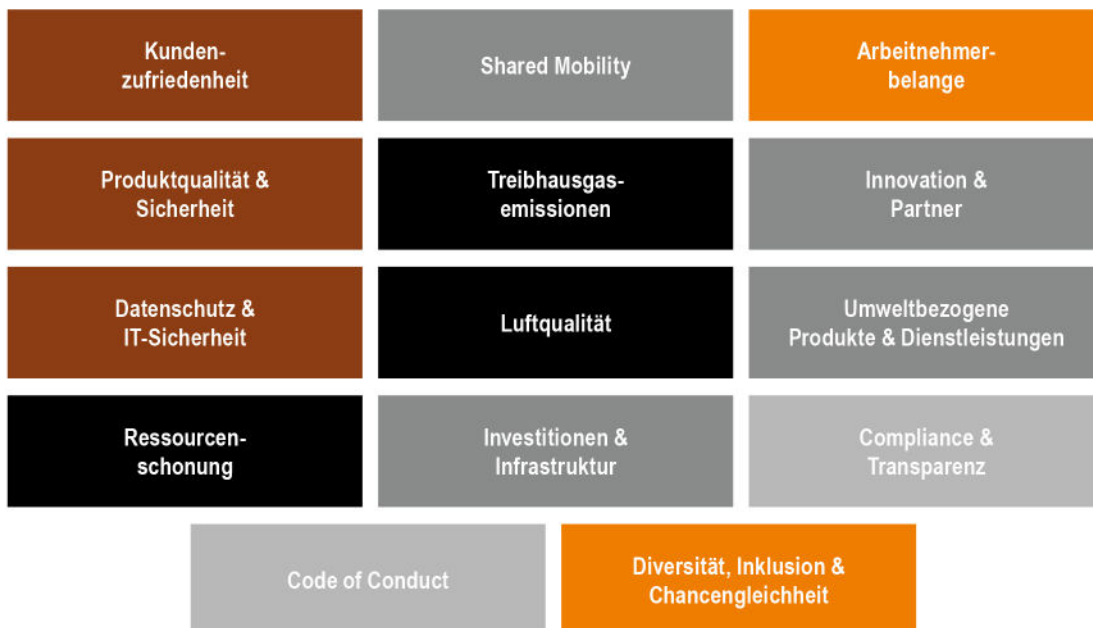 Kunden-
zufriedenheit
Shared Mobility
Arbeitnehmer-
belange
Produktqualität &
Sicherheit
Treibhausgas-
emissionen
Innovation &
Partner
Datenschutz &
IT-Sicherheit
Luftqualität
Umweltbezogene
Produkte & Dienstleistungen
Ressourcen-
schonung
Investitionen &
Infrastruktur
Compliance &
Transparenz
Code of Conduct
Diversität, Inklusion &
Chancengleichheit